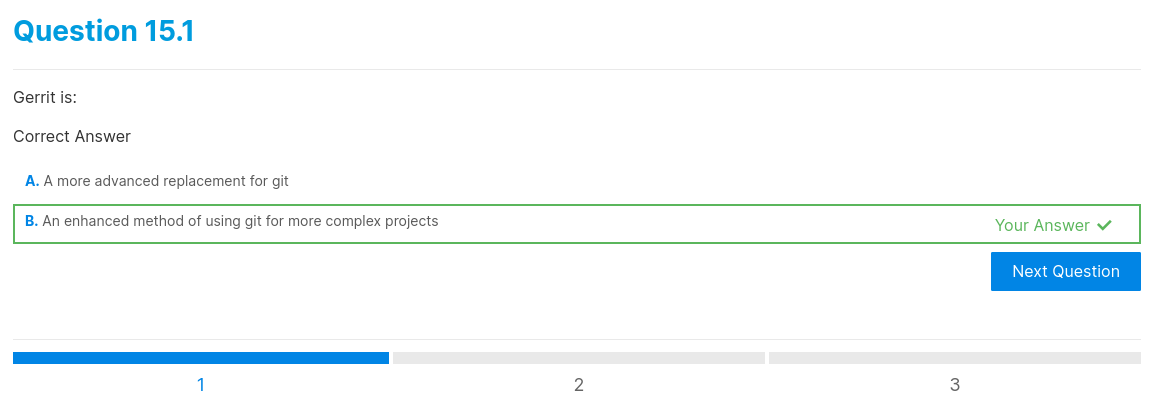 Question 15.1
Gerrit is:
Correct Answer
A. A more advanced replacement for git
B. An enhanced method of using git for more complex projects
Your Answer ✔
Next Question
1 2 3